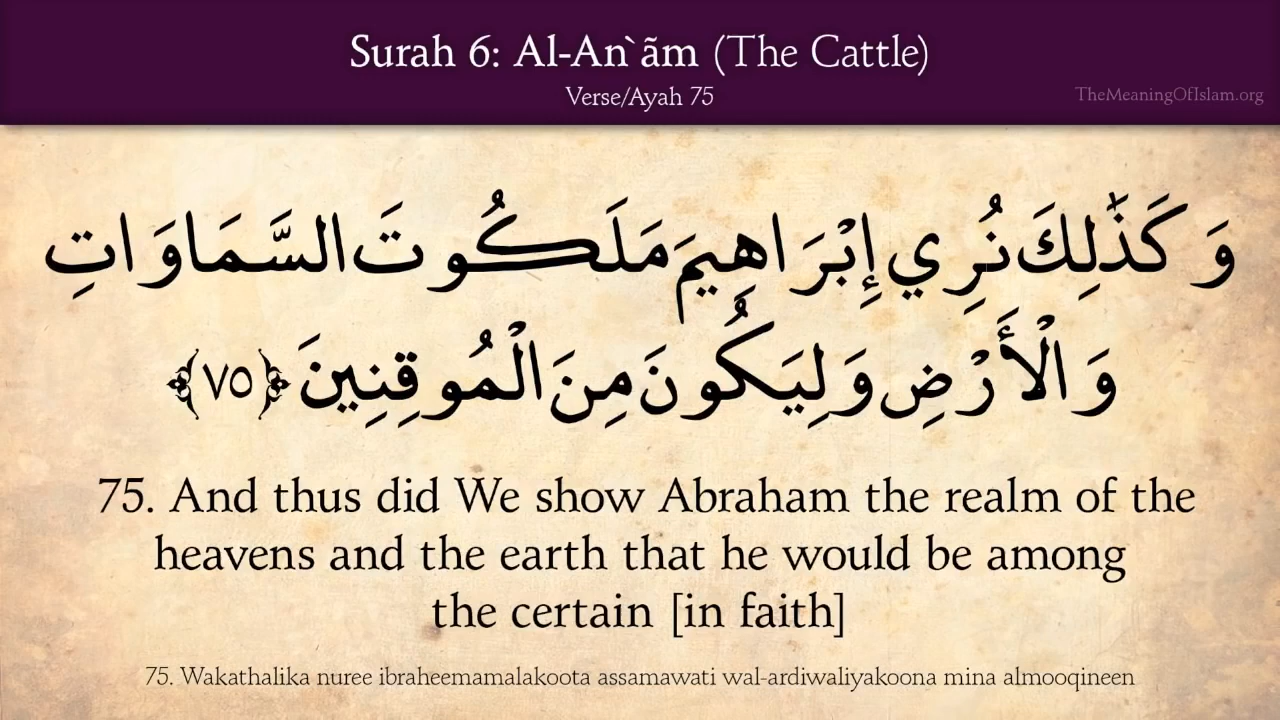 Surah 6: Al-An`ãm (The Cattle)
Verse/Ayah 75
TheMeaningOfIslam.org
وَكَذَٰلِكَ نُرِي إِبْرَاهِيمَ مَلَكُوتَ السَّمَاوَاتِ
وَالْأَرْضِ وَلِيَكُونَ مِنَ الْمُوقِنِينَ ﴿٧٥﴾
75. And thus did We show Abraham the realm of the
heavens and the earth that he would be among
the certain [in faith]
75. Wakathalika nuree ibraheemamalakoota assamawati wal-ardiwaliyakoona mina almooqineen